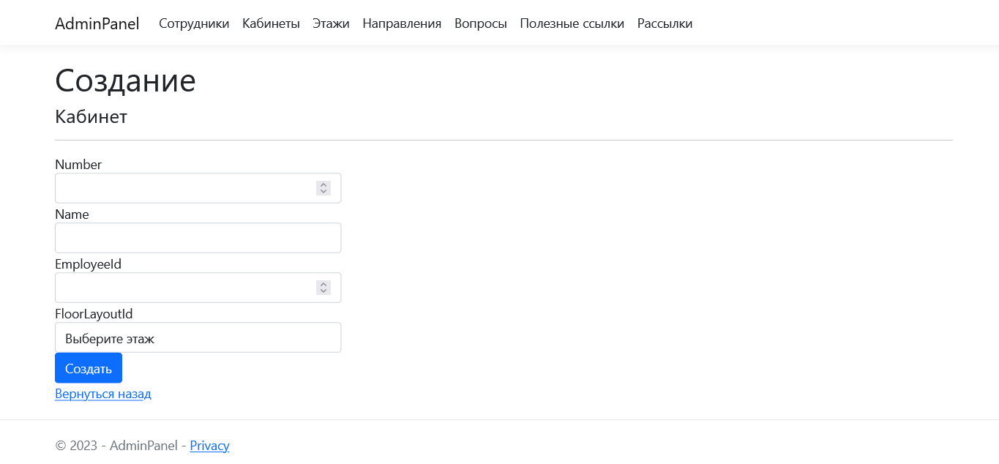 AdminPanel Сотрудники Кабинеты Этажи Направления Вопросы Полезные ссылки Рассылки
Создание
Кабинет
Number
Name
EmployeeId
FloorLayoutId
Выберите этаж
Создать
Вернуться назад
© 2023 - AdminPanel - Privacy